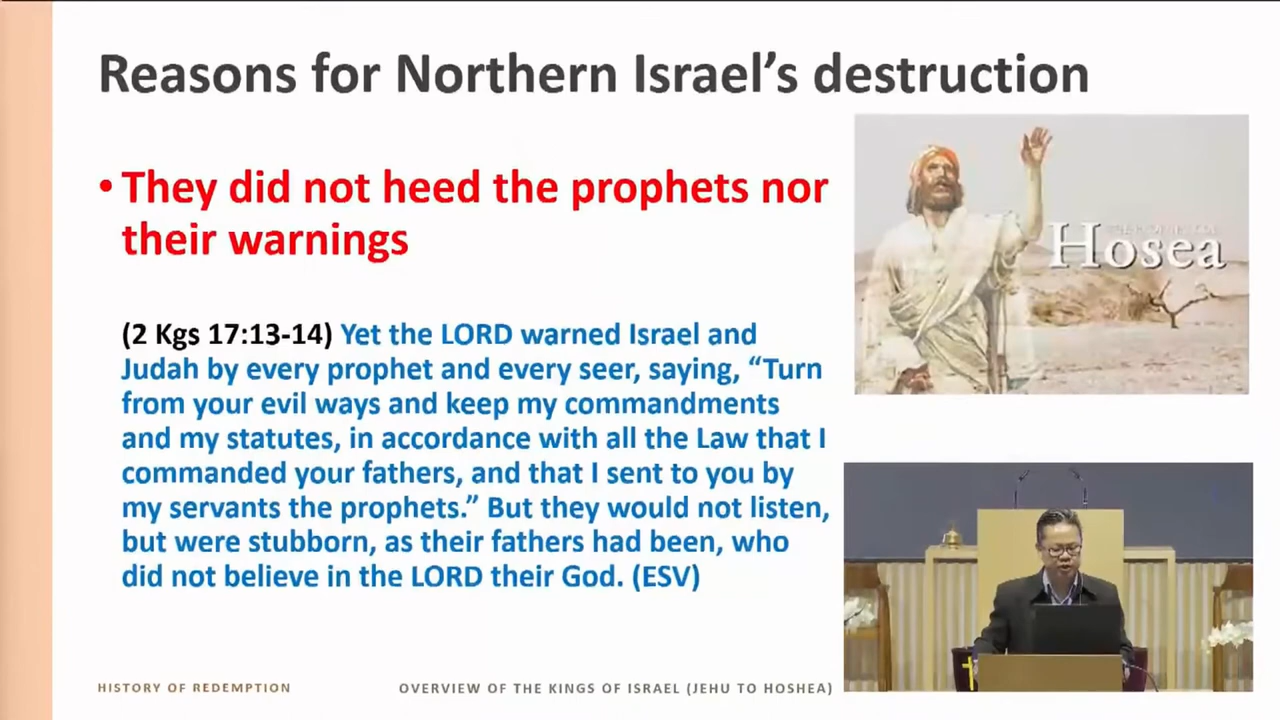 Reasons for Northern Israel's destruction
• They did not heed the prophets nor
their warnings
(2 Kgs 17:13-14) Yet the LORD warned Israel and
Judah by every prophet and every seer, saying, “Turn
from your evil ways and keep my commandments
and my statutes, in accordance with all the Law that I
commanded your fathers, and that I sent to you by
my servants the prophets.” But they would not listen,
but were stubborn, as their fathers had been, who
did not believe in the LORD their God. (ESV)
Hosea
HISTORY OF REDEMPTION
OVERVIEW OF THE KINGS OF ISRAEL (JEHU TO HOSHEA)